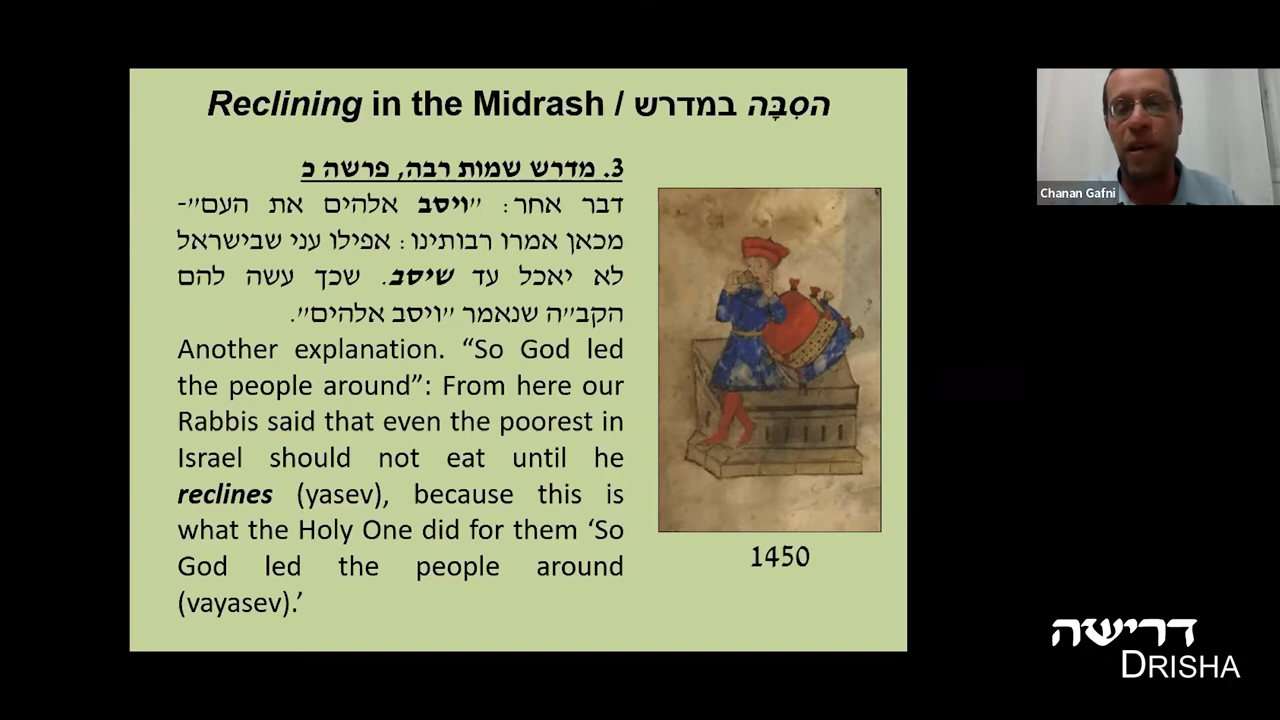 Reclining in the Midrash / הסִבָּה במדרש
3. מדרש שמות רבה, פרשה כ
דבר אחר: "ויסב אלהים את העם"-
מכאן אמרו רבותינו: אפילו עני שבישראל
לא יאכל עד שיסב. שכך עשה להם
הקב"ה שנאמר "ויסב אלהים".
Another explanation. “So God led
the people around”: From here our
Rabbis said that even the poorest in
Israel should not eat until he
reclines (yasev), because this is
what the Holy One did for them ‘So
God led the people around
(vayasev).’
1450
Chanan Gafni
דרישה
DRISHA